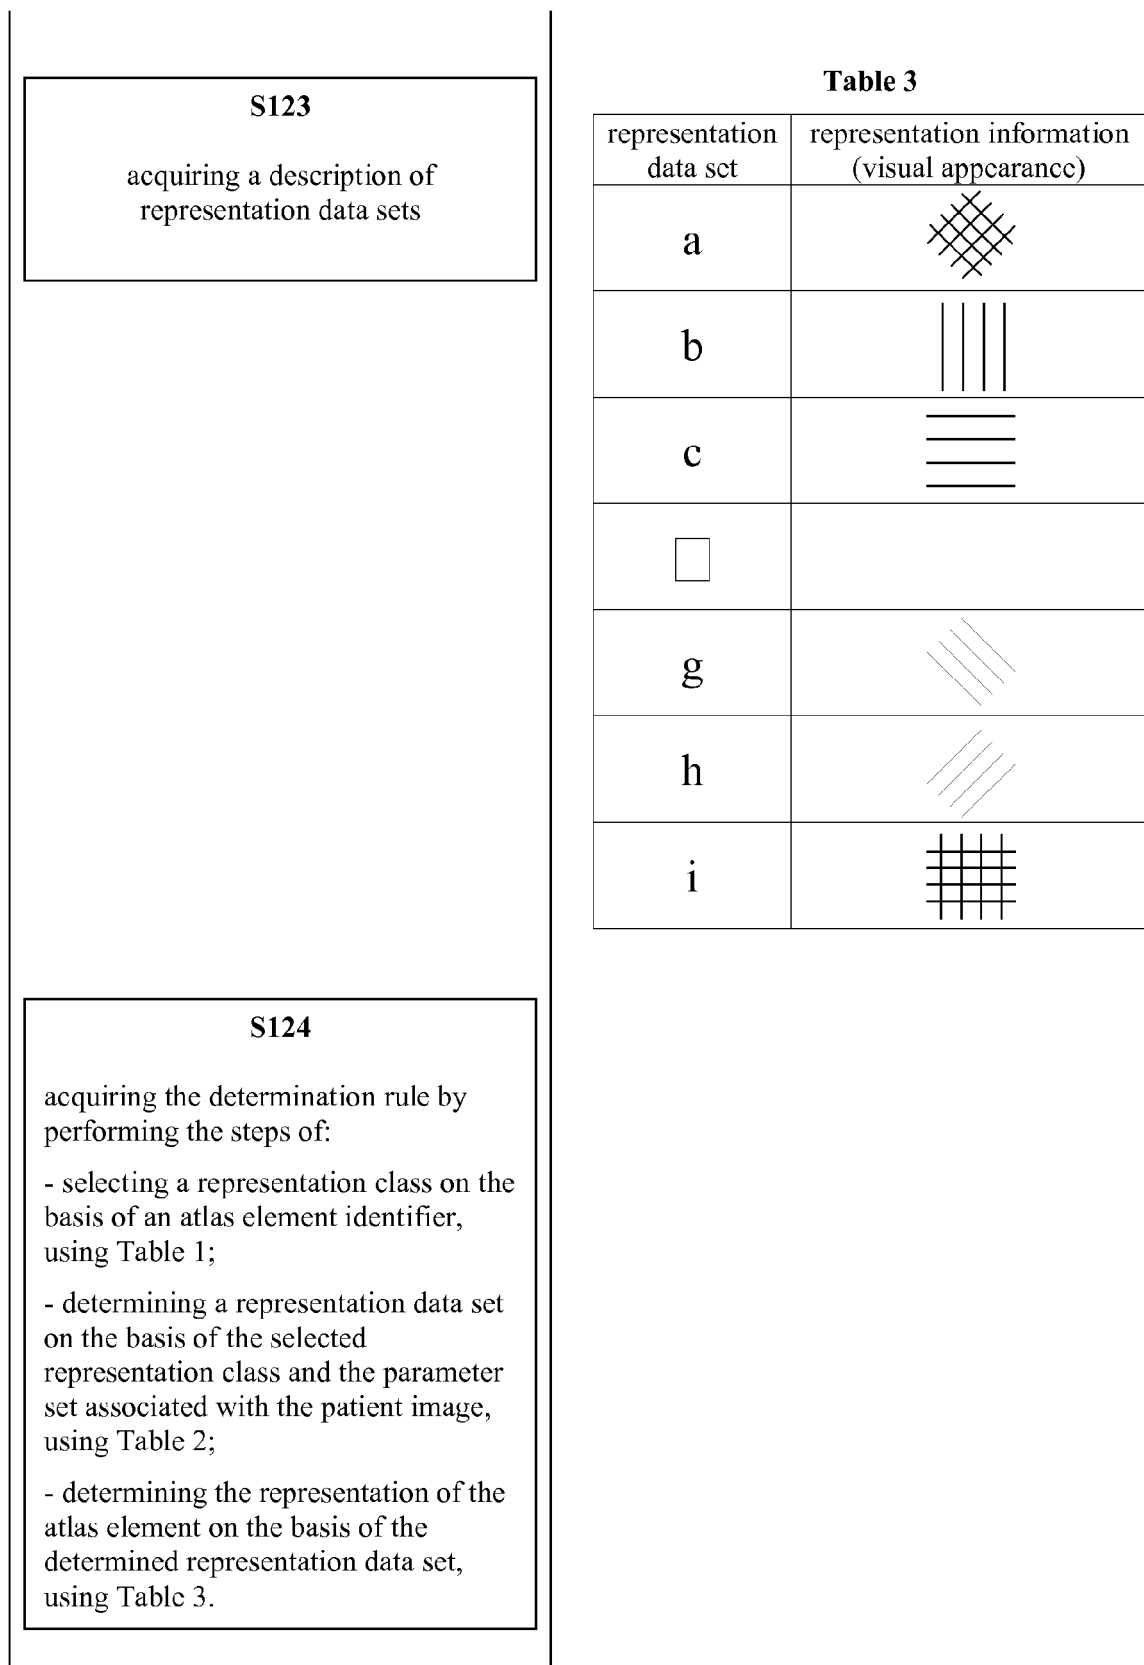 S123
acquiring a description of
representation data sets
Table 3
representation
data set
representation information
(visual appearance)
a
b
c
g
h
i
S124
acquiring the determination rule by
performing the steps of:
- selecting a representation class on the
basis of an atlas element identifier,
using Table 1;
- determining a representation data set
on the basis of the selected
representation class and the parameter
set associated with the patient image,
using Table 2;
- determining the representation of the
atlas element on the basis of the
determined representation data set,
using Table 3.